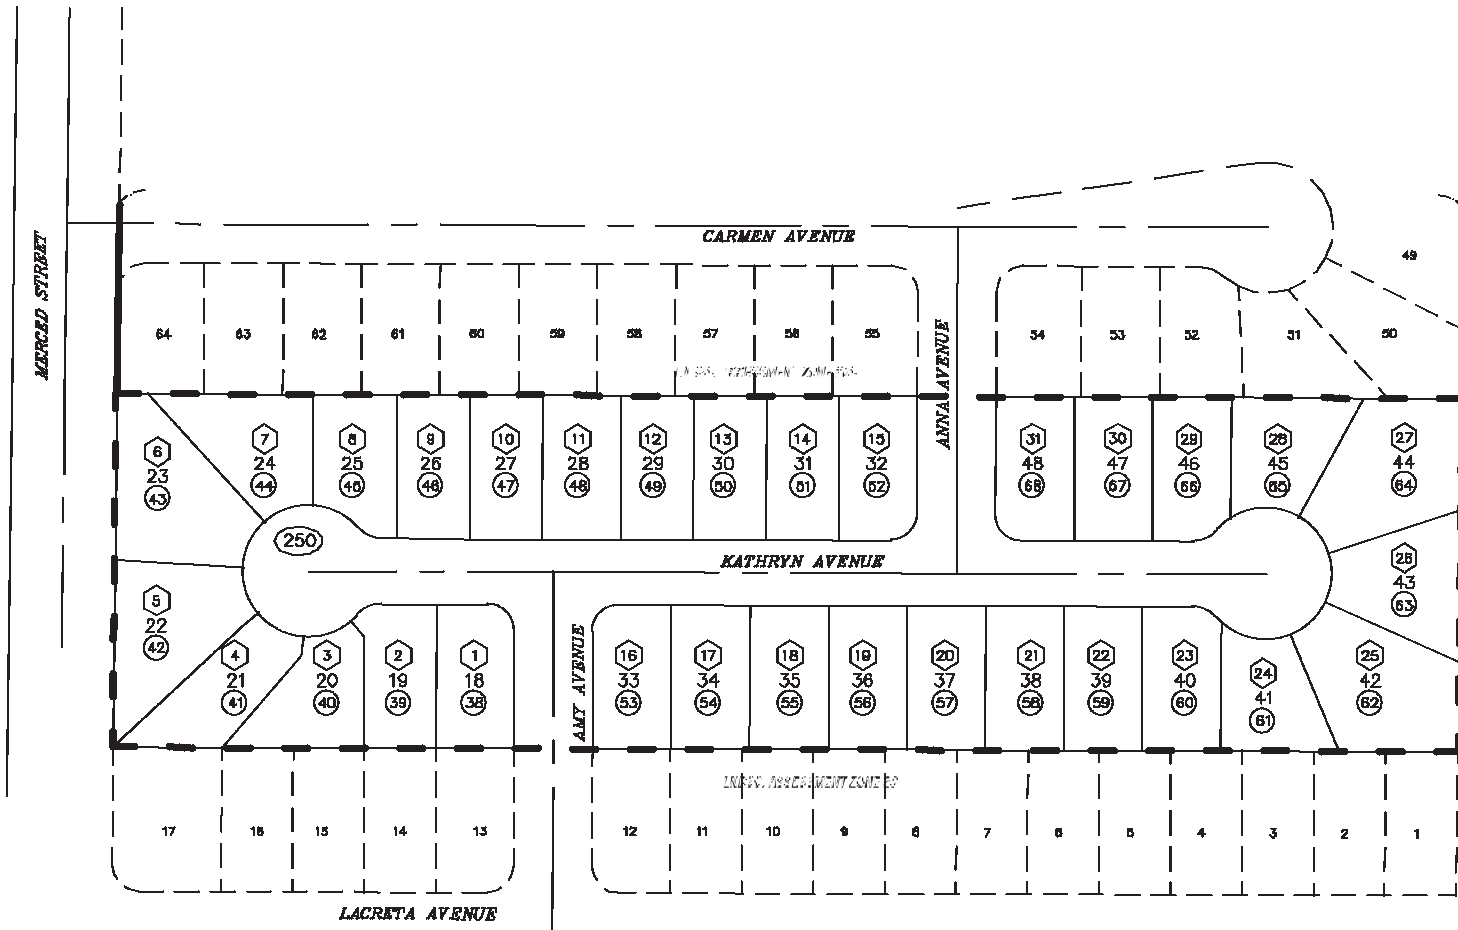 MERCED STREET
CARMEN AVENUE
49
64 63 62 61 60 59 58 57 56 55
54 53 52 51 50
ANNA AVENUE
6 23 43
7 24 44
8 25 45
9 26 46
10 27 47
11 28 48
12 29 49
13 30 50
14 31 51
15 32 52
31 48 68
30 47 67
29 46 66
28 45 65
27 44 64
250
KATHRYN AVENUE
26 43 63
5 22 42
4 21 41
3 20 40
2 19 39
1 18 38
AMY AVENUE
16 33 53
17 34 54
18 35 55
19 36 56
20 37 57
21 38 58
22 39 59
23 40 60
24 41 61
25 42 62
17 16 15 14 13
12 11 10 9 8 7 6 5 4 3 2 1
LACRETA AVENUE